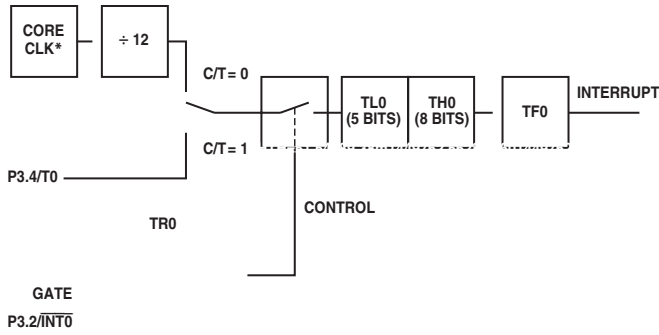 CORE
CLK*
÷ 12
C/T = 0
TL0
(5 BITS)
TH0
(8 BITS)
TF0
INTERRUPT
C/T = 1
P3.4/T0
CONTROL
TR0
GATE
P3.2/INT0